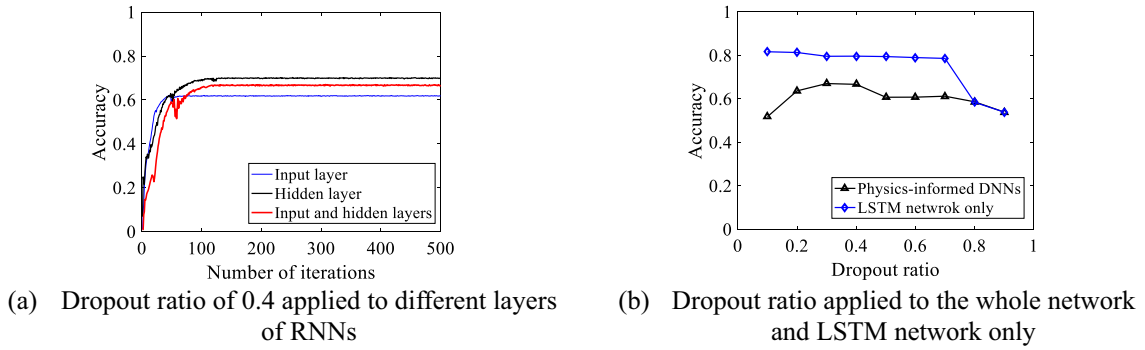 1
0.8
0.6
0.4
0.2
0
Accuracy
0 100 200 300 400 500
Number of iterations
Input layer
Hidden layer
Input and hidden layers
(a) Dropout ratio of 0.4 applied to different layers
of RNNs
1
0.8
0.6
0.4
0.2
0
Accuracy
0 0.2 0.4 0.6 0.8 1
Dropout ratio
Physics-informed DNNs
LSTM netwrok only
(b) Dropout ratio applied to the whole network
and LSTM network only